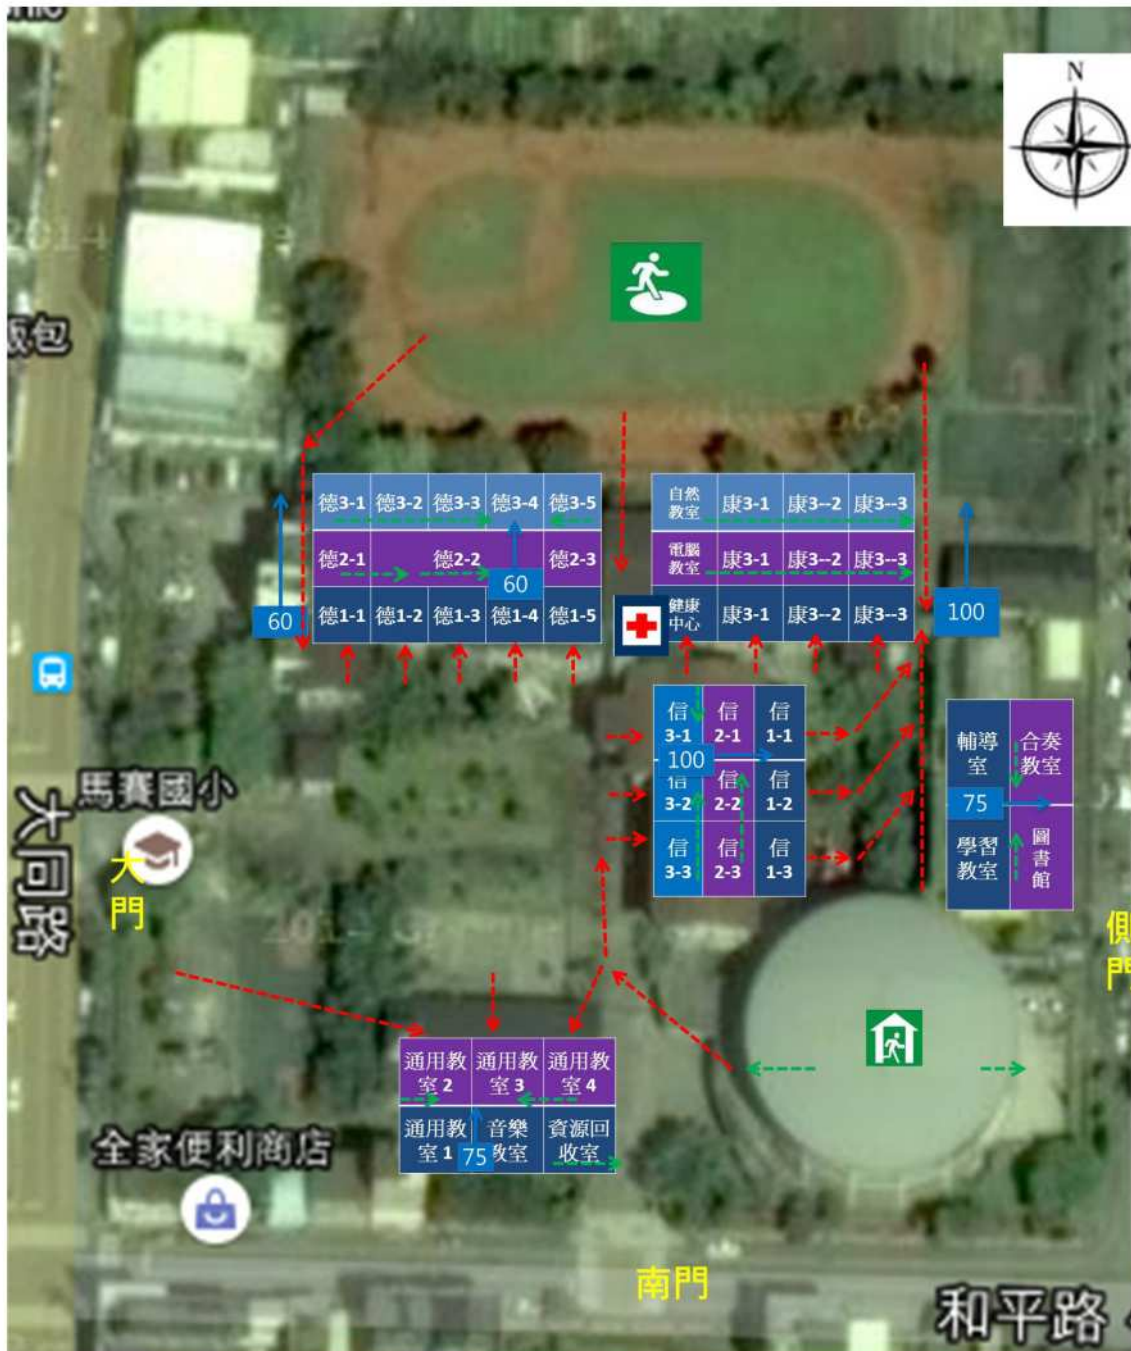 N
2014
飯包
德3-1 德3-2 德3-3 德3-4 德3-5
德2-1 德2-2 德2-3
德1-1 德1-2 德1-3 德1-4 德1-5
60
60
自然
教室
康3-1 康3--2 康3--3
電腦
教室
康3-1 康3--2 康3--3
健康
中心
康3-1 康3--2 康3--3
100
信
3-1
信
2-1
信
1-1
100
信
3-2
信
2-2
信
1-2
信
3-3
信
2-3
信
1-3
輔導
室
合奏
教室
75
學習
教室
圖
書
館
馬賽國小
大
門
大同路
側
門
通用教
室 2
通用教
室 3
通用教
室 4
通用教
室 1
音樂
教室
資源回
收室
75
全家便利商店
南門
和平路